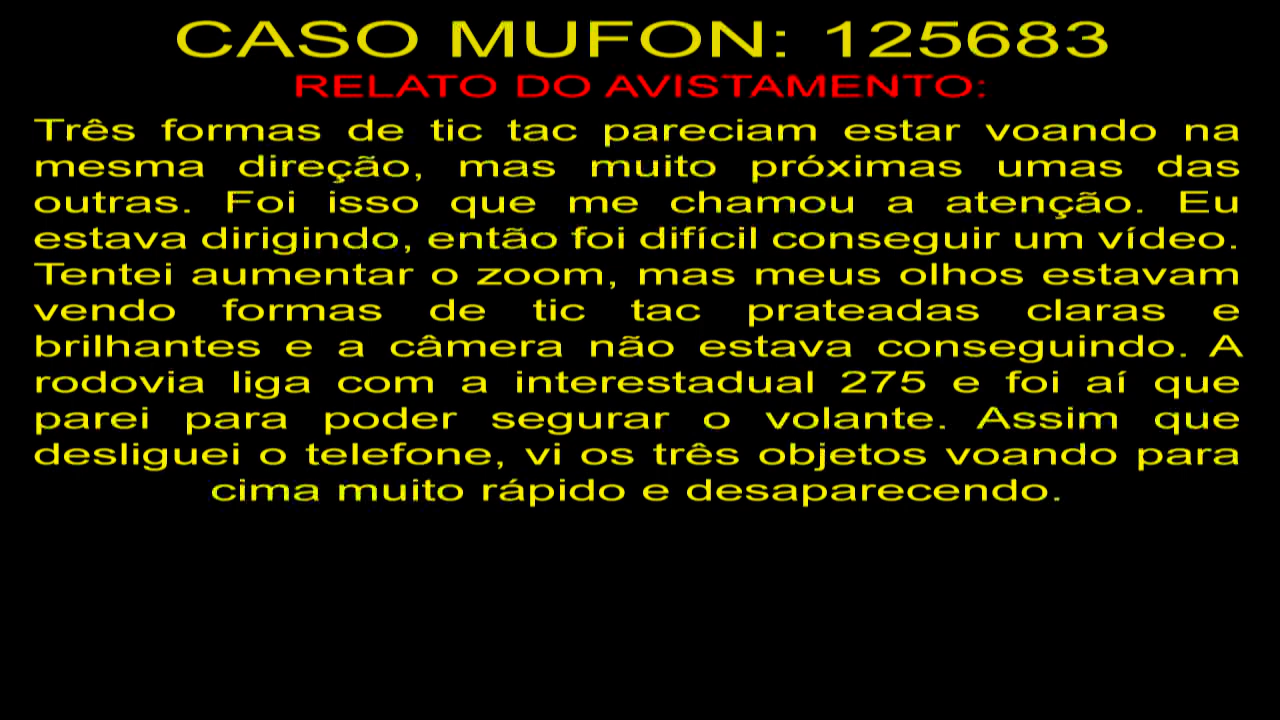 CASO MUFON: 125683
RELATO DO AVISTAMENTO:
Três formas de tic tac pareciam estar voando na
mesma direção, mas muito próximas umas das
outras. Foi isso que me chamou a atenção. Eu
estava dirigindo, então foi difícil conseguir um vídeo.
Tentei aumentar o zoom, mas meus olhos estavam
vendo formas de tic tac prateadas claras e
brilhantes e a câmera não estava conseguindo. A
rodovia liga com a interestadual 275 e foi aí que
parei para poder segurar o volante. Assim que
desliguei o telefone, vi os três objetos voando para
cima muito rápido e desaparecendo.